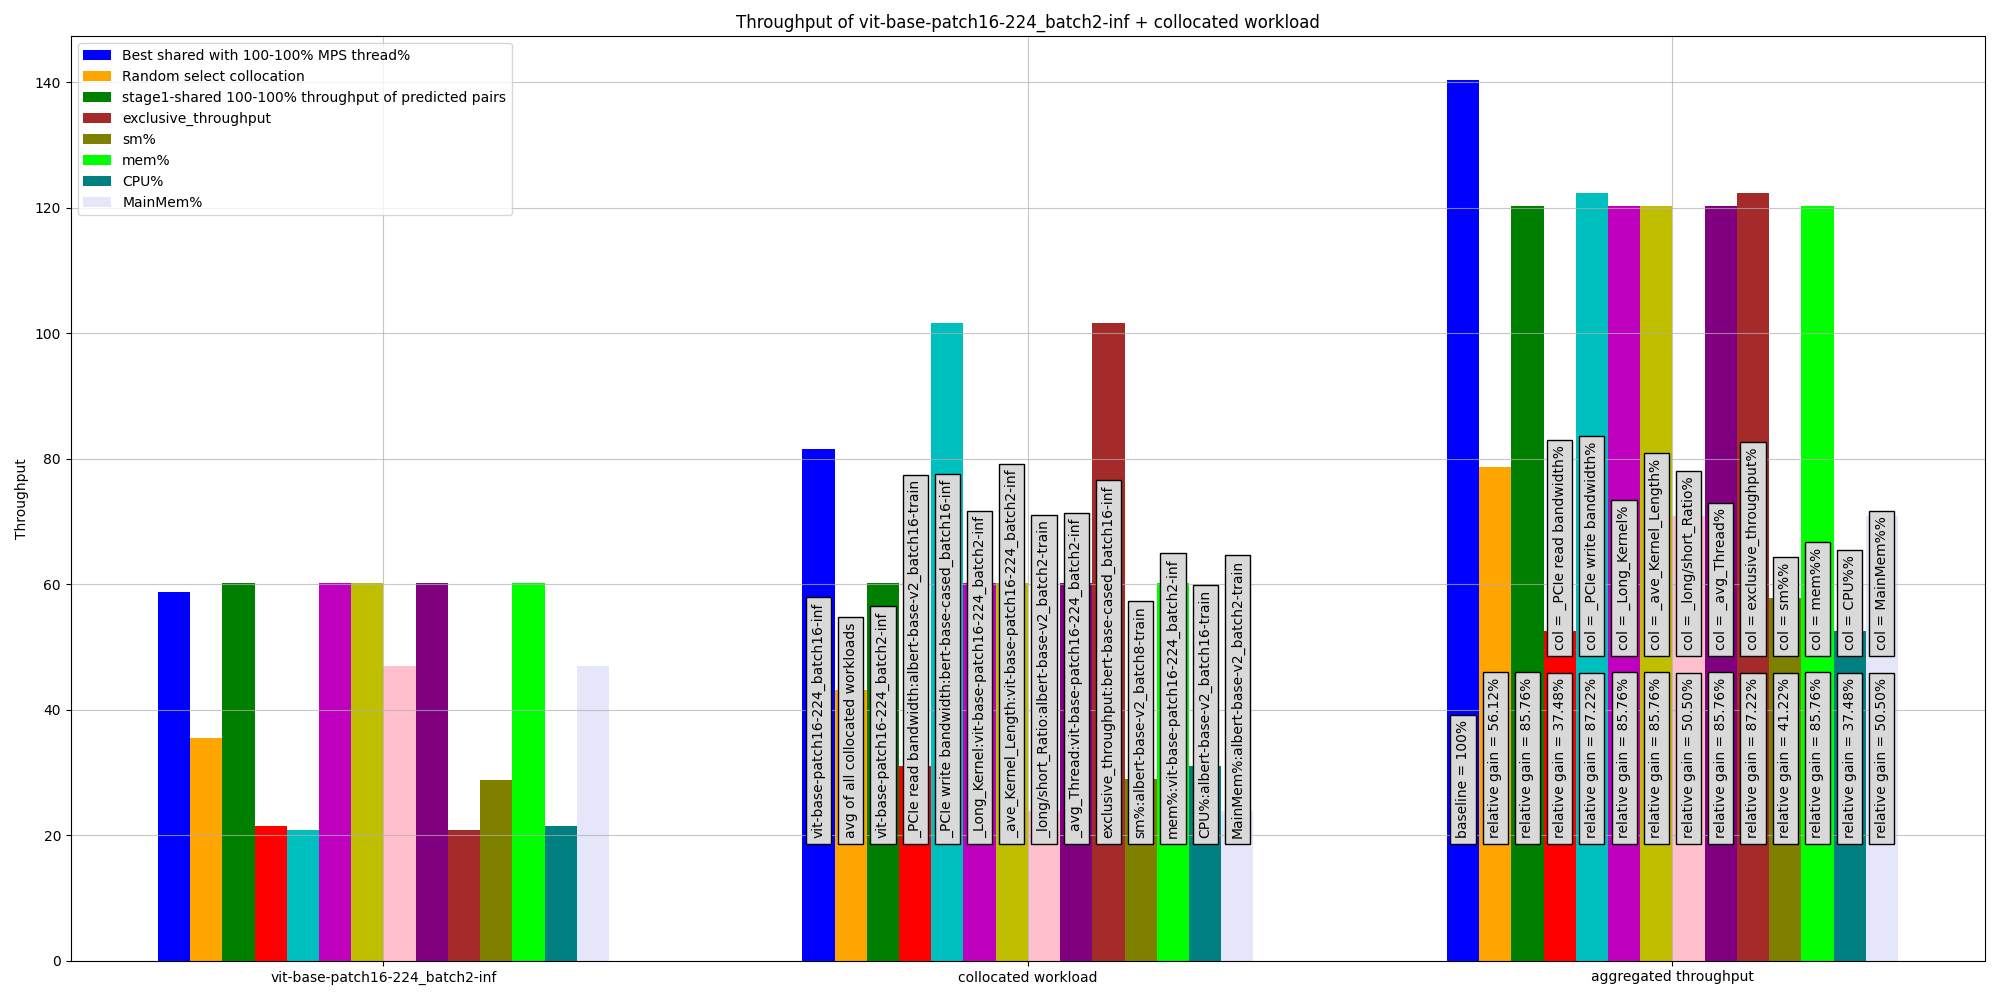 Throughput of vit-base-patch16-224_batch2-inf + collocated workload
Best shared with 100-100% MPS thread%
Random select collocation
stage1-shared 100-100% throughput of predicted pairs
exclusive_throughput
sm%
mem%
CPU%
MainMem%
Throughput
140
120
100
80
60
40
20
0
vit-base-patch16-224_batch16-inf
avg of all collocated workloads
vit-base-patch16-224_batch2-inf
_PCIe read bandwidth:albert-base-v2_batch16-train
_PCIe write bandwidth:bert-base-cased_batch16-inf
_Long_Kernel:vit-base-patch16-224_batch2-inf
_ave_Kernel_Length:vit-base-patch16-224_batch2-inf
_long/short_Ratio:albert-base-v2_batch2-train
_avg_Thread:vit-base-patch16-224_batch2-inf
exclusive_throughput:bert-base-cased_batch16-inf
sm%:albert-base-v2_batch8-train
mem%:vit-base-patch16-224_batch2-inf
CPU%:albert-base-v2_batch16-train
MainMem%:albert-base-v2_batch2-train
col = _PCIe read bandwidth%
col = _PCIe write bandwidth%
col = _Long_Kernel%
col = _ave_Kernel_Length%
col = _long/short_Ratio%
col = _avg_Thread%
col = exclusive_throughput%
col = sm%%
col = mem%%
col = CPU%%
col = MainMem%%
baseline = 100%
relative gain = 56.12%
relative gain = 85.76%
relative gain = 37.48%
relative gain = 87.22%
relative gain = 85.76%
relative gain = 85.76%
relative gain = 50.50%
relative gain = 85.76%
relative gain = 87.22%
relative gain = 41.22%
relative gain = 85.76%
relative gain = 37.48%
relative gain = 50.50%
vit-base-patch16-224_batch2-inf
collocated workload
aggregated throughput